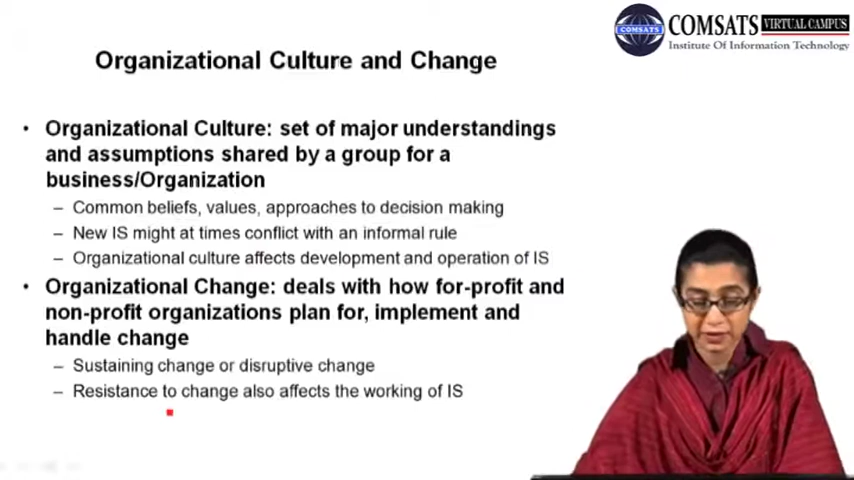 COMSATS VIRTUAL CAMPUS
COMSATS
Institute Of Information Technology
Organizational Culture and Change
• Organizational Culture: set of major understandings
and assumptions shared by a group for a
business/Organization
– Common beliefs, values, approaches to decision making
– New IS might at times conflict with an informal rule
– Organizational culture affects development and operation of IS
• Organizational Change: deals with how for-profit and
non-profit organizations plan for, implement and
handle change
– Sustaining change or disruptive change
– Resistance to change also affects the working of IS